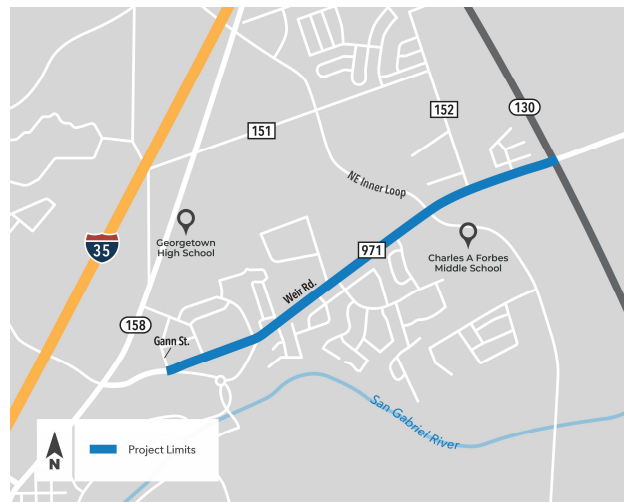 130
152
151
NE Inner Loop
Georgetown
High School
35
971
Charles A Forbes
Middle School
Weir Rd.
158
Gann St.
San Gabriel River
N
Project Limits